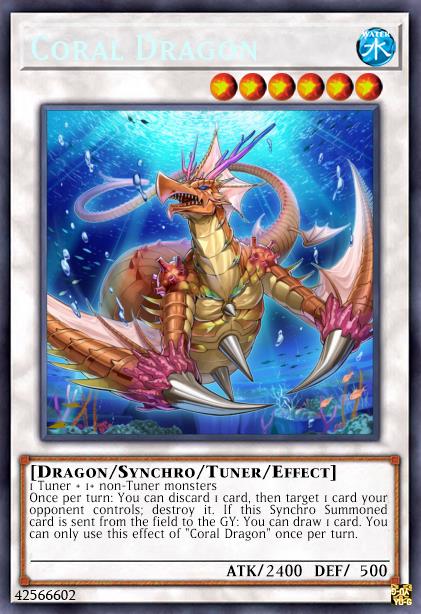 Coral Dragon
WATER
水
[Dragon/Synchro/Tuner/Effect]
1 Tuner + 1+ non-Tuner monsters
Once per turn: You can discard 1 card, then target 1 card your
opponent controls; destroy it. If this Synchro Summoned
card is sent from the field to the GY: You can draw 1 card. You
can only use this effect of "Coral Dragon" once per turn.
ATK/2400 DEF/ 500
42566602